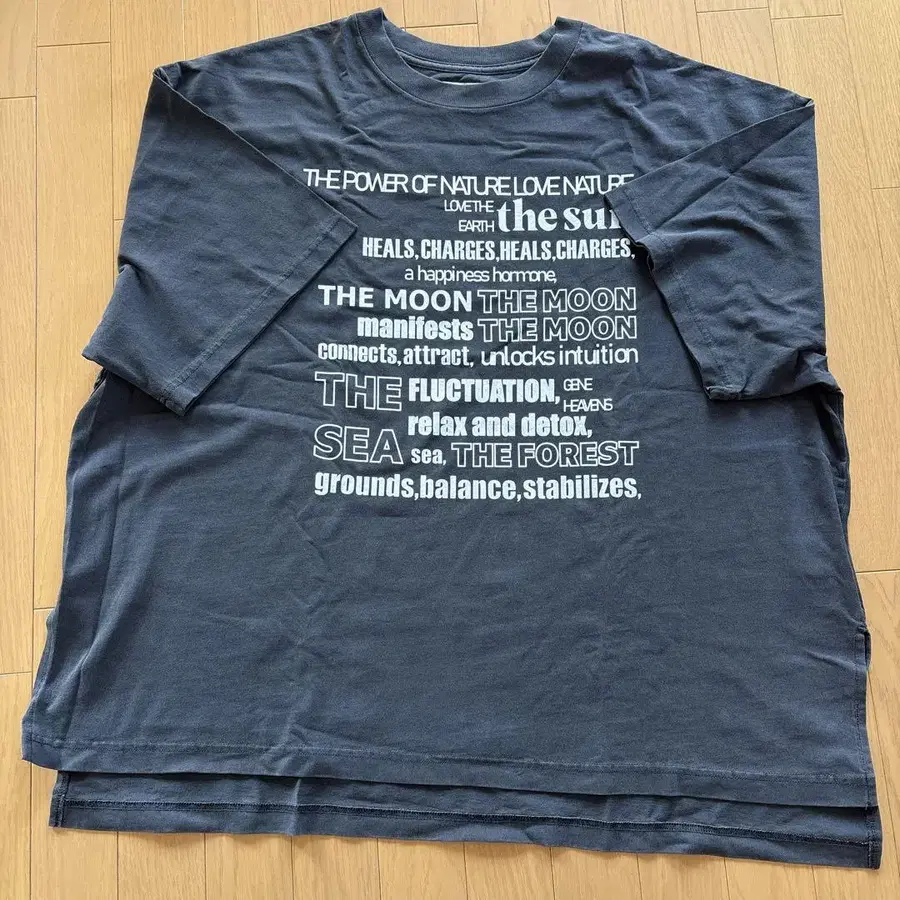 THE POWER OF NATURE LOVE NATURE
LOVE THE
EARTH the sun
HEALS, CHARGES, HEALS, CHARGES,
a happiness hormone,
THE MOON THE MOON
manifests THE MOON
connects, attract, unlocks intuition
THE FLUCTUATION, GENE
HEAVENS
relax and detox,
SEA sea, THE FOREST
grounds, balance, stabilizes,